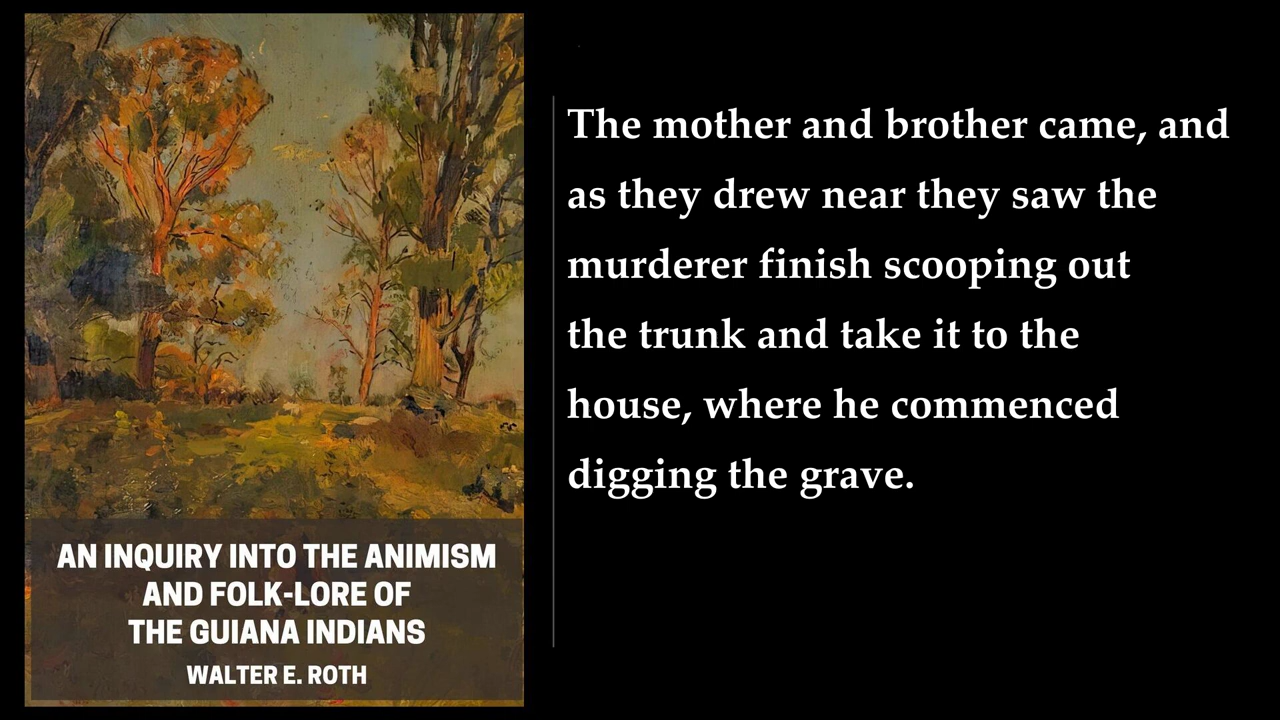 The mother and brother came, and
as they drew near they saw the
murderer finish scooping out
the trunk and take it to the
house, where he commenced
digging the grave.
AN INQUIRY INTO THE ANIMISM
AND FOLK-LORE OF
THE GUIANA INDIANS
WALTER E. ROTH